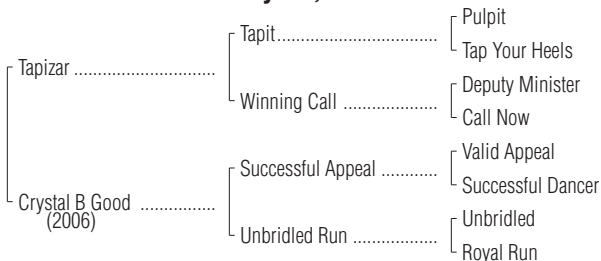 Pulpit
Tapit..............................
Tap Your Heels
Tapizar ..........................
Deputy Minister
Winning Call .................
Call Now
Valid Appeal
Successful Appeal ..........
Successful Dancer
Crystal B Good ..............
(2006)
Unbridled
Unbridled Run ...............
Royal Run